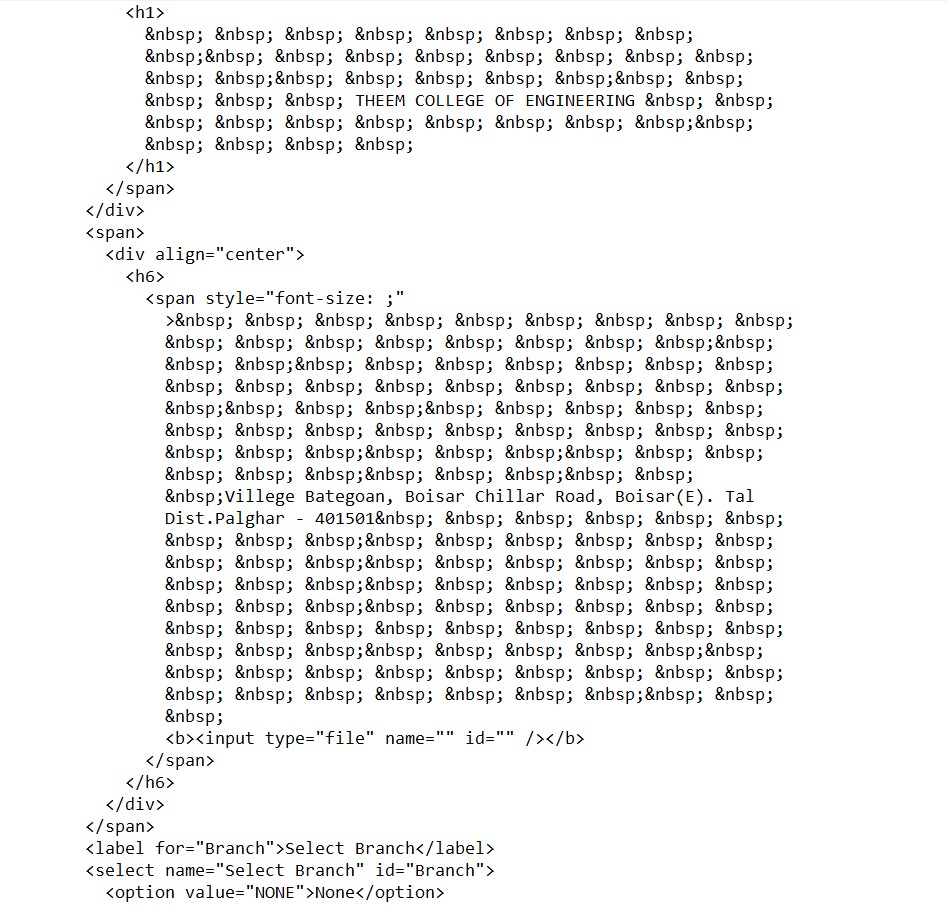 <h1>
&nbsp; &nbsp; &nbsp; &nbsp; &nbsp; &nbsp; &nbsp; &nbsp;
&nbsp;&nbsp; &nbsp; &nbsp; &nbsp; &nbsp; &nbsp; &nbsp; &nbsp;
&nbsp; &nbsp;&nbsp; &nbsp; &nbsp; &nbsp; &nbsp;&nbsp; &nbsp;
&nbsp; &nbsp; &nbsp; THEEM COLLEGE OF ENGINEERING &nbsp; &nbsp;
&nbsp; &nbsp; &nbsp; &nbsp; &nbsp; &nbsp; &nbsp; &nbsp;&nbsp;
&nbsp; &nbsp; &nbsp; &nbsp;
</h1>
</span>
</div>
<span>
<div align="center">
<h6>
<span style="font-size: ;"
>&nbsp; &nbsp; &nbsp; &nbsp; &nbsp; &nbsp; &nbsp; &nbsp; &nbsp;
&nbsp; &nbsp; &nbsp; &nbsp; &nbsp; &nbsp; &nbsp; &nbsp;&nbsp;
&nbsp; &nbsp;&nbsp; &nbsp; &nbsp; &nbsp; &nbsp; &nbsp; &nbsp;
&nbsp; &nbsp; &nbsp; &nbsp; &nbsp; &nbsp; &nbsp; &nbsp; &nbsp;
&nbsp;&nbsp; &nbsp; &nbsp;&nbsp; &nbsp; &nbsp; &nbsp; &nbsp;
&nbsp; &nbsp; &nbsp; &nbsp; &nbsp; &nbsp; &nbsp; &nbsp; &nbsp;
&nbsp; &nbsp; &nbsp;&nbsp; &nbsp; &nbsp;&nbsp; &nbsp; &nbsp;
&nbsp; &nbsp; &nbsp;&nbsp; &nbsp; &nbsp;&nbsp; &nbsp;
&nbsp;Villege Bategoan, Boisar Chillar Road, Boisar(E). Tal
Dist.Palghar - 401501&nbsp; &nbsp; &nbsp; &nbsp; &nbsp; &nbsp;
&nbsp; &nbsp; &nbsp;&nbsp; &nbsp; &nbsp; &nbsp; &nbsp; &nbsp;
&nbsp; &nbsp; &nbsp;&nbsp; &nbsp; &nbsp; &nbsp; &nbsp; &nbsp;
&nbsp; &nbsp; &nbsp;&nbsp; &nbsp; &nbsp; &nbsp; &nbsp; &nbsp;
&nbsp; &nbsp; &nbsp;&nbsp; &nbsp; &nbsp; &nbsp; &nbsp; &nbsp;
&nbsp; &nbsp; &nbsp; &nbsp; &nbsp; &nbsp; &nbsp; &nbsp; &nbsp;
&nbsp; &nbsp; &nbsp;&nbsp; &nbsp; &nbsp; &nbsp; &nbsp;&nbsp;
&nbsp; &nbsp; &nbsp; &nbsp; &nbsp; &nbsp; &nbsp; &nbsp; &nbsp;
&nbsp; &nbsp; &nbsp; &nbsp; &nbsp; &nbsp; &nbsp;&nbsp; &nbsp;
&nbsp;
<b><input type="file" name="" id="" /></b>
</span>
</h6>
</div>
</span>
<label for="Branch">Select Branch</label>
<select name="Select Branch" id="Branch">
<option value="NONE">None</option>